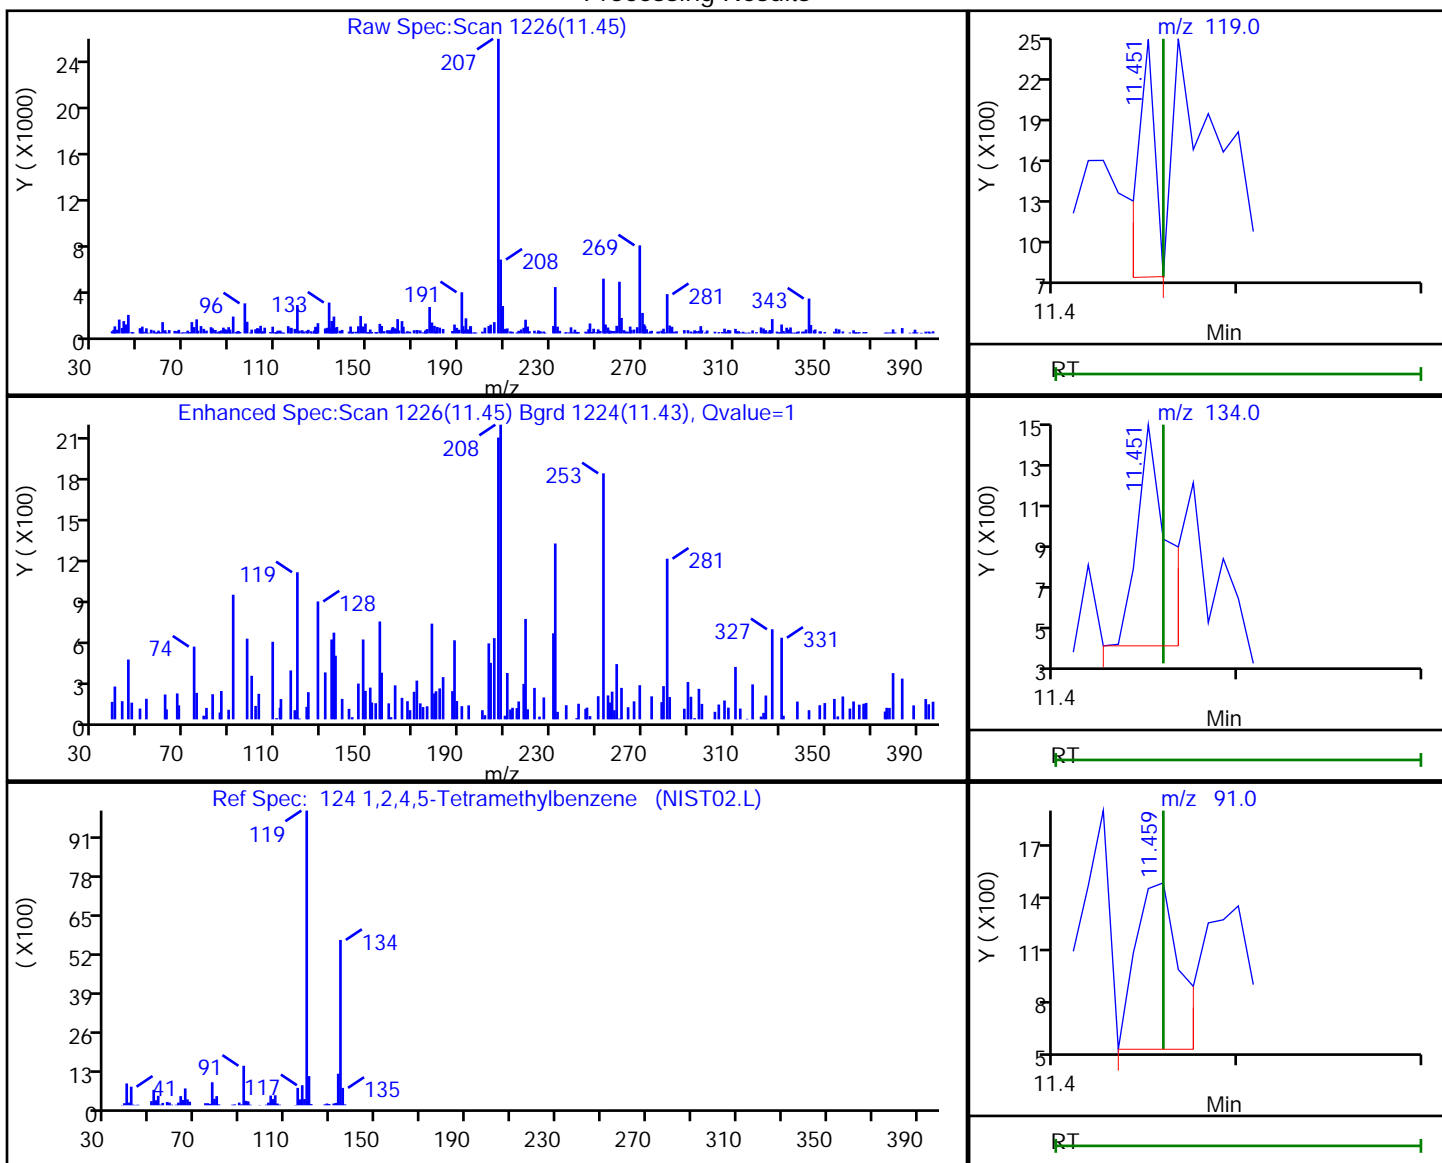 Processing Results
Raw Spec:Scan 1226(11.45)
Y ( X1000)
24
20
16
12
8
4
0
207
208
269
281
343
191
133
96
30 70 110 150 190 230 270 310 350 390
m/z
m/z 119.0
Y ( X100)
25
22
19
16
13
10
7
11.451
11.4
Min
RT
Enhanced Spec:Scan 1226(11.45) Bgrd 1224(11.43), Qvalue=1
Y ( X100)
21
18
15
12
9
6
3
0
208
253
281
119
128
74
327
331
30 70 110 150 190 230 270 310 350 390
m/z
m/z 134.0
Y ( X100)
15
13
11
9
7
5
3
11.451
11.4
Min
RT
Ref Spec: 124 1,2,4,5-Tetramethylbenzene (NIST02.L)
( X100)
91
78
65
52
39
26
13
0
119
134
91
41
117
135
30 70 110 150 190 230 270 310 350 390
m/z 91.0
Y ( X100)
17
14
11
8
5
11.459
11.4
Min
RT